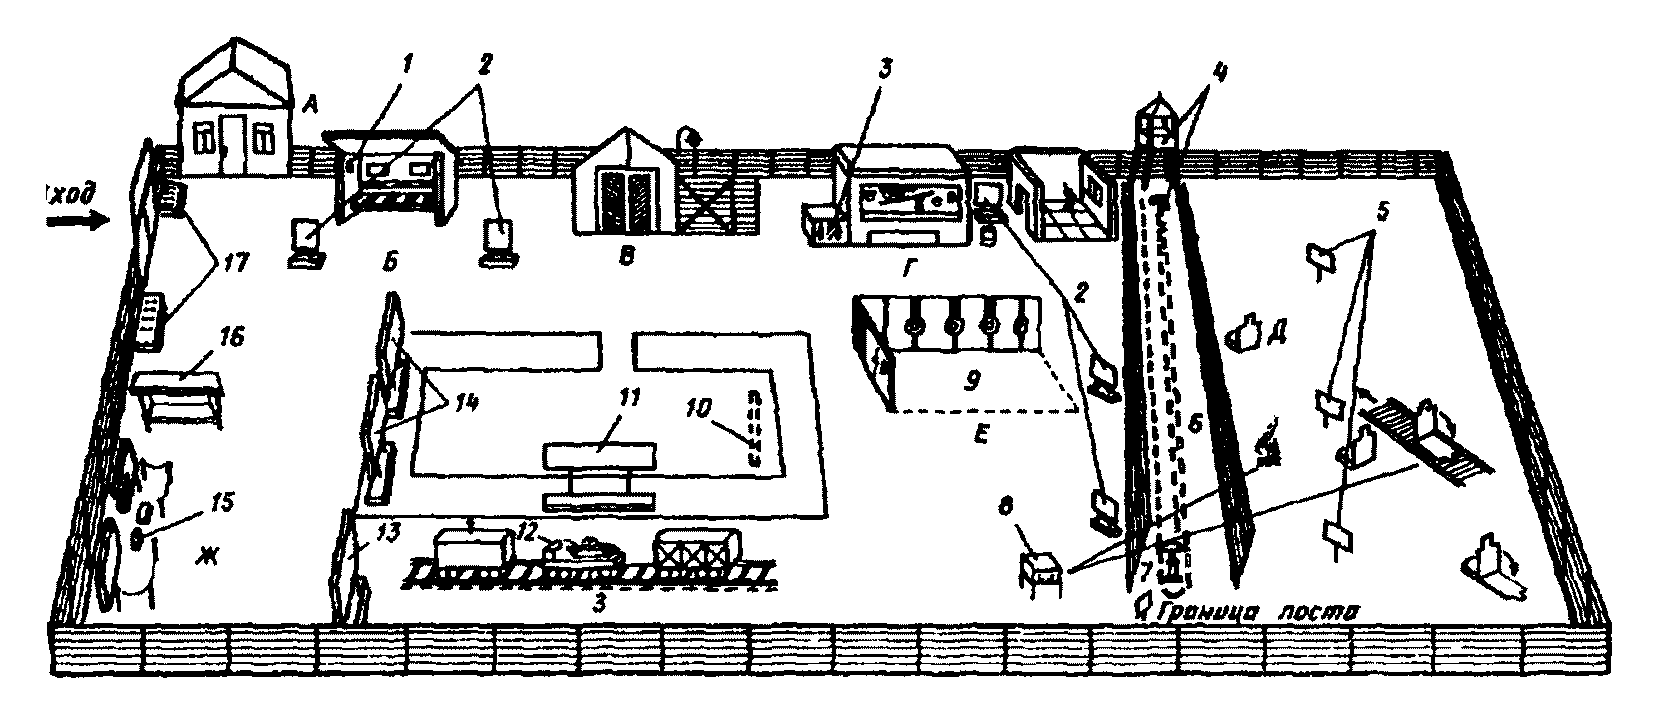 1 2 3 4
А
ход
5
17 Б В Г
2
16 Д
14 11 10 9
Е 6
15 13 12 8
Ж 7
З
Граница поста